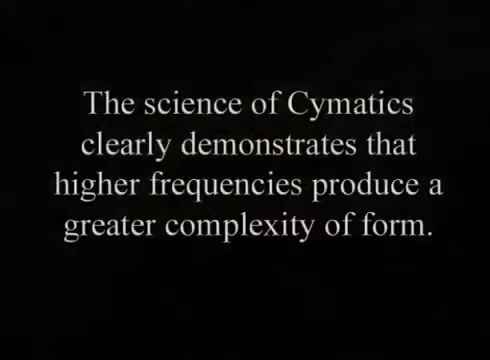 The science of Cymatics
clearly demonstrates that
higher frequencies produce a
greater complexity of form.